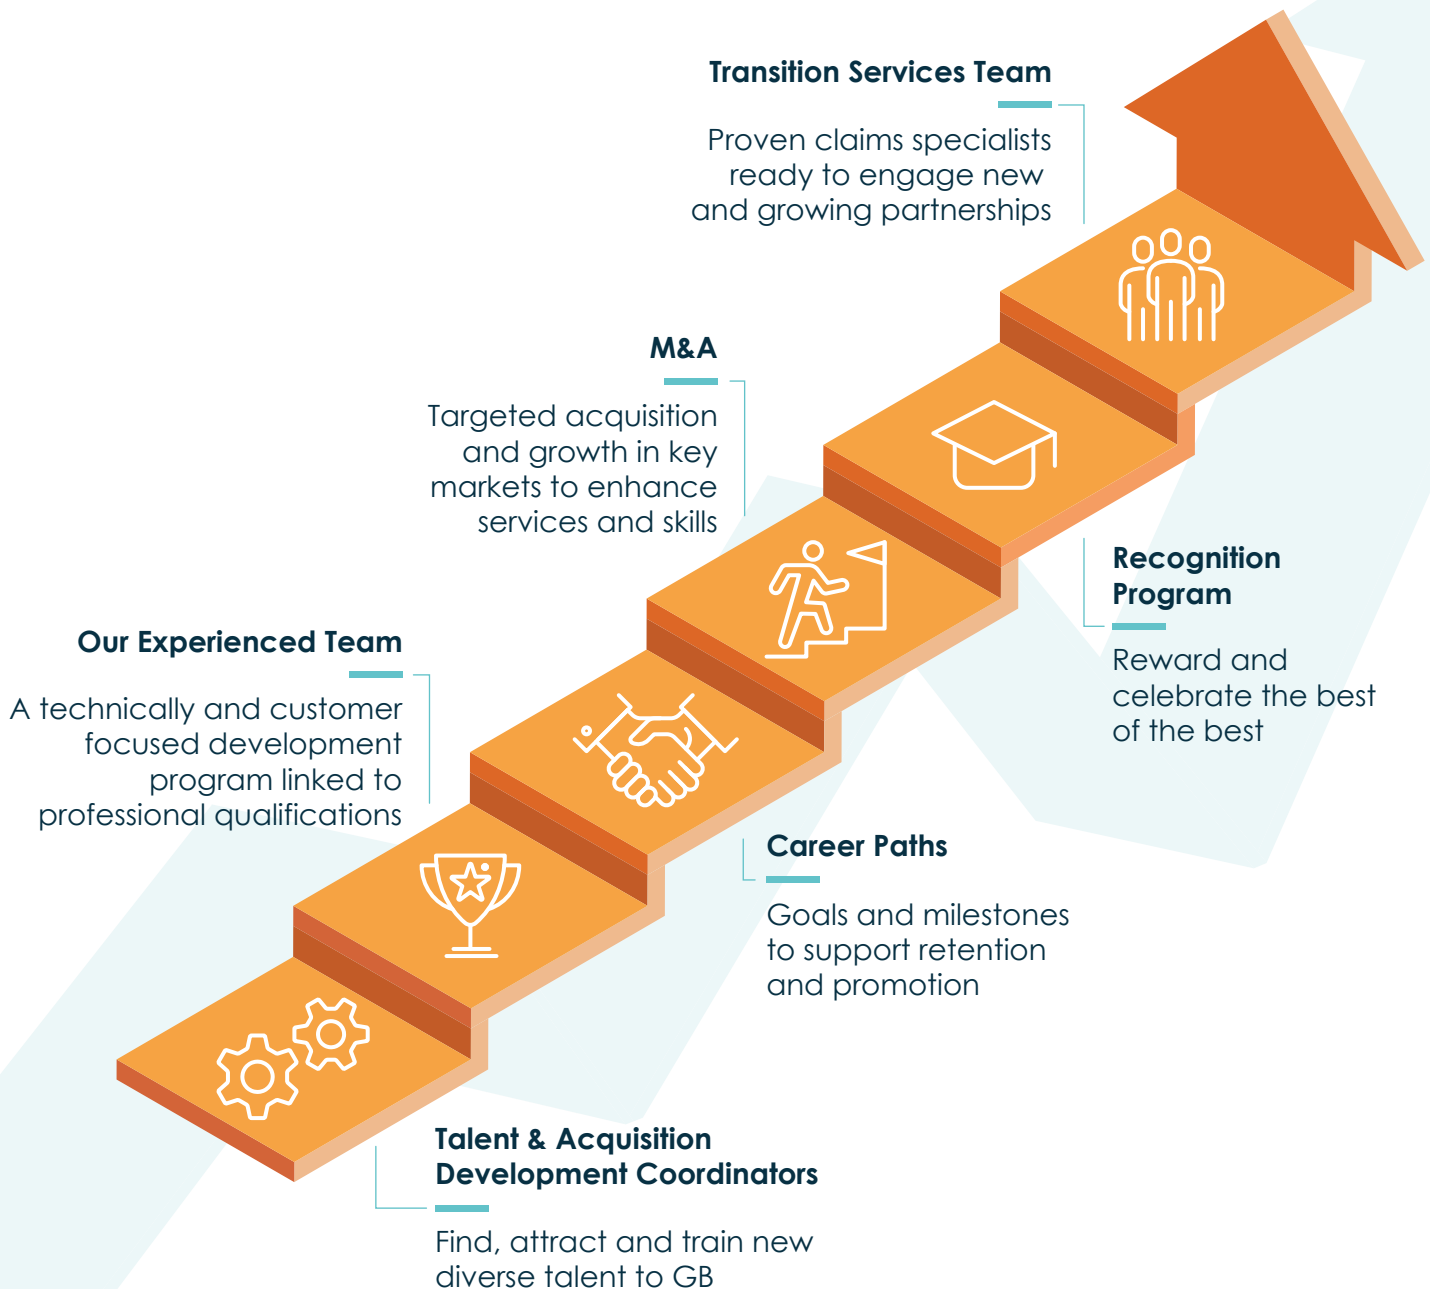 Transition Services Team
Proven claims specialists
ready to engage new
and growing partnerships
M&A
Targeted acquisition
and growth in key
markets to enhance
services and skills
Recognition
Program
Reward and
celebrate the best
of the best
Our Experienced Team
A technically and customer
focused development
program linked to
professional qualifications
Career Paths
Goals and milestones
to support retention
and promotion
Talent & Acquisition
Development Coordinators
Find, attract and train new
diverse talent to GB